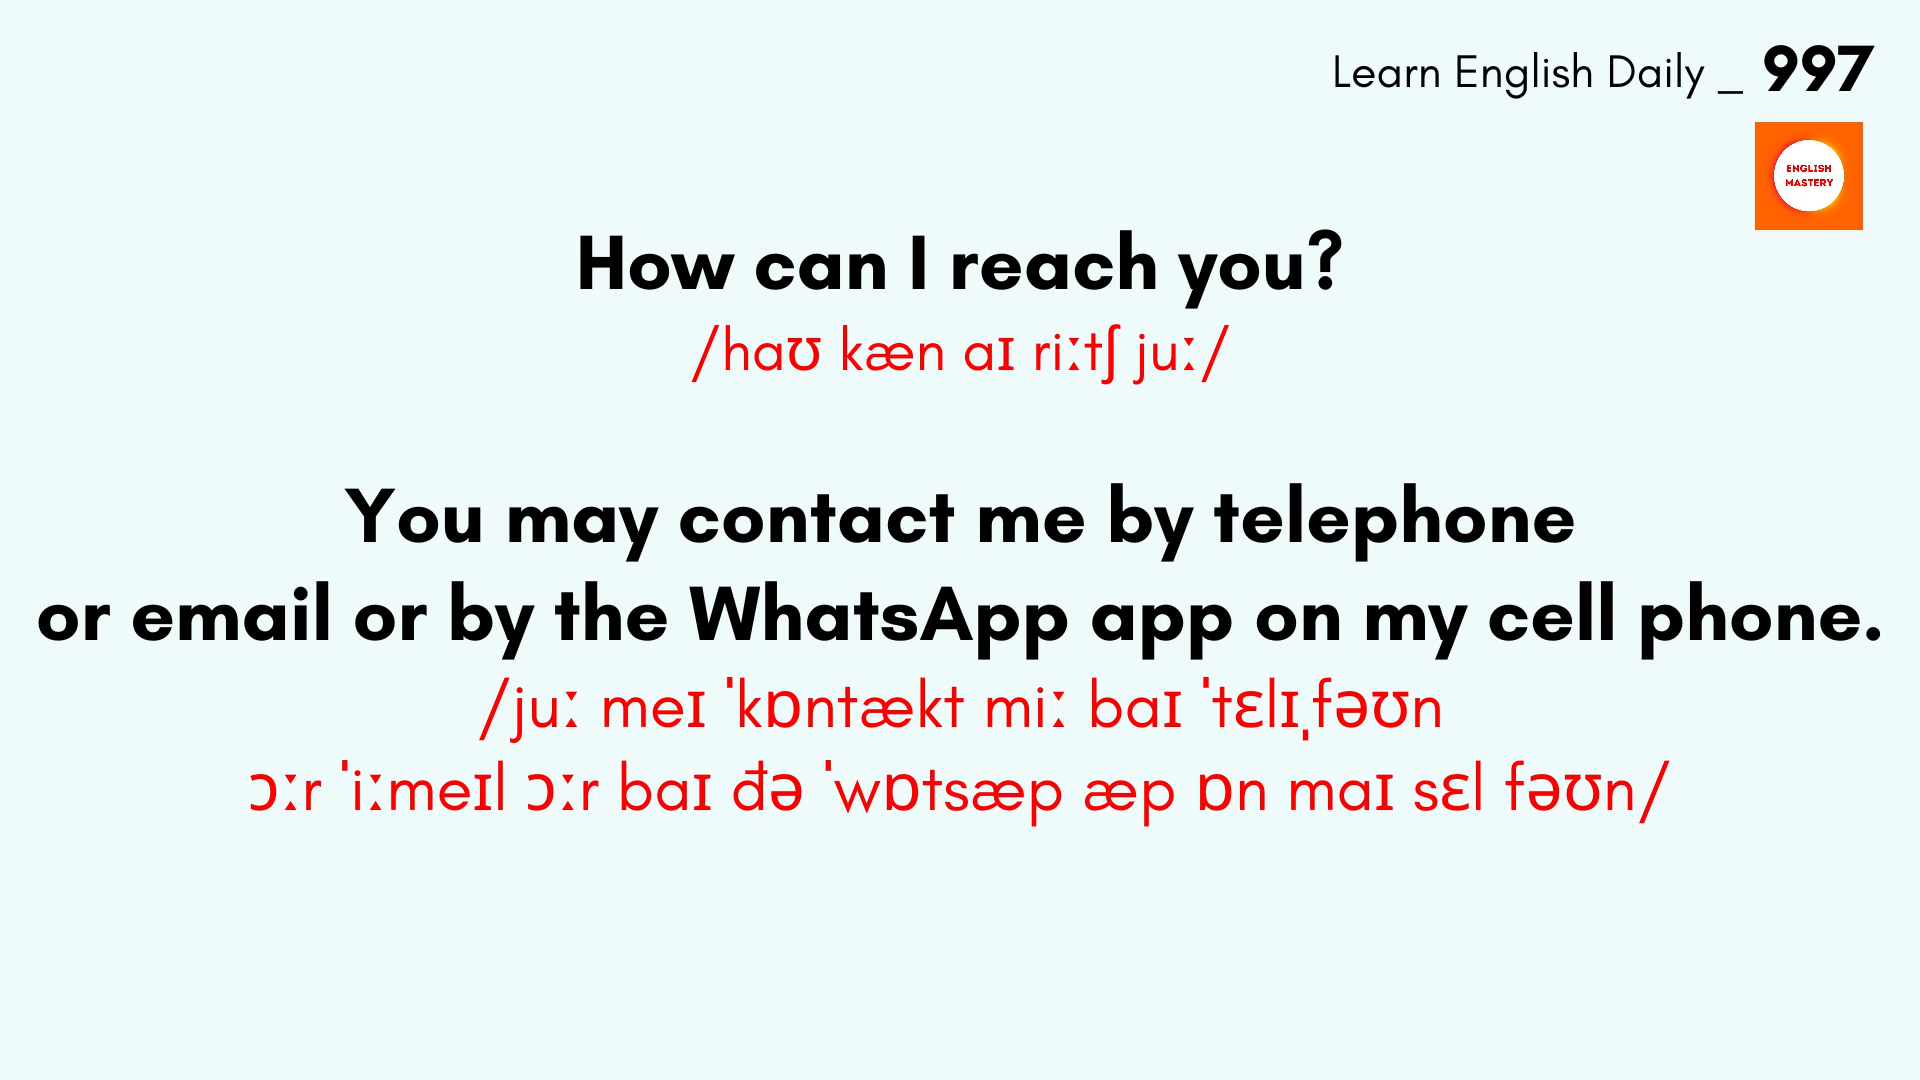 Learn English Daily _ 997
ENGLISH
MASTERY
How can I reach you?
/haʊ kæn aɪ riːtʃ juː/
You may contact me by telephone
or email or by the WhatsApp app on my cell phone.
/juː meɪ ˈkɒntækt miː baɪ ˈtɛlɪˌfəʊn
ɔːr ˈiːmeɪl ɔːr baɪ đə ˈwɒtsæp æp ɒn maɪ sɛl fəʊn/